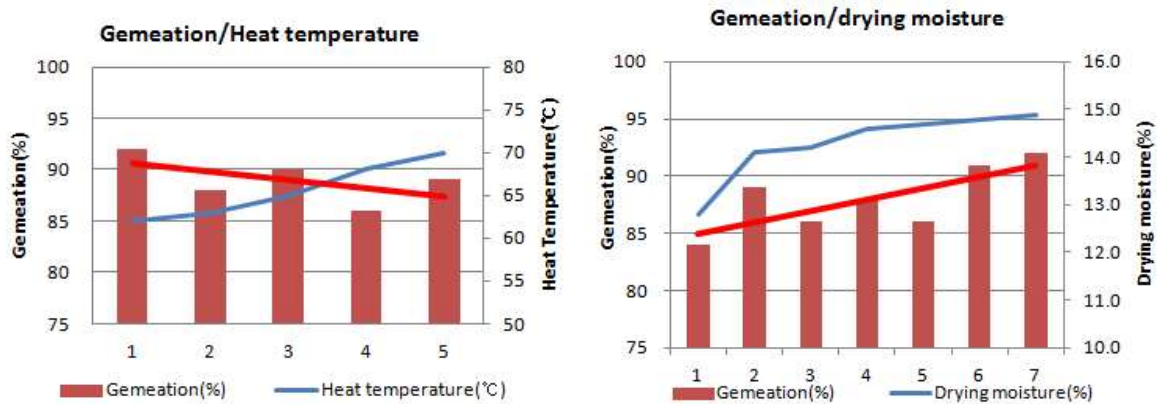 Gemeation/Heat temperature
100
95
90
85
80
75
Gemeation(%)
80
75
70
65
60
55
50
Heat Temperature(℃)
1 2 3 4 5
Gemeation(%) Heat temperature(℃)
Gemeation/drying moisture
100
95
90
85
80
75
Gemeation(%)
16.0
15.0
14.0
13.0
12.0
11.0
10.0
Drying moisture(%)
1 2 3 4 5 6 7
Gemeation(%) Drying moisture(%)